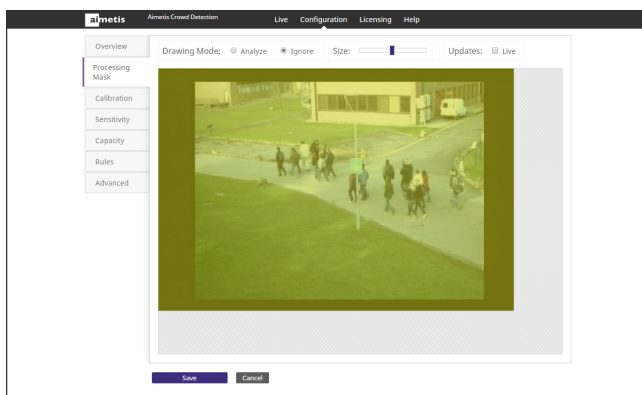 aimetis Aimetis Crowd Detection Live Configuration Licensing Help
Overview
Processing
Mask
Calibration
Sensitivity
Capacity
Rules
Advanced
Drawing Mode: Analyze Ignore Size: Updates: Live
Save Cancel